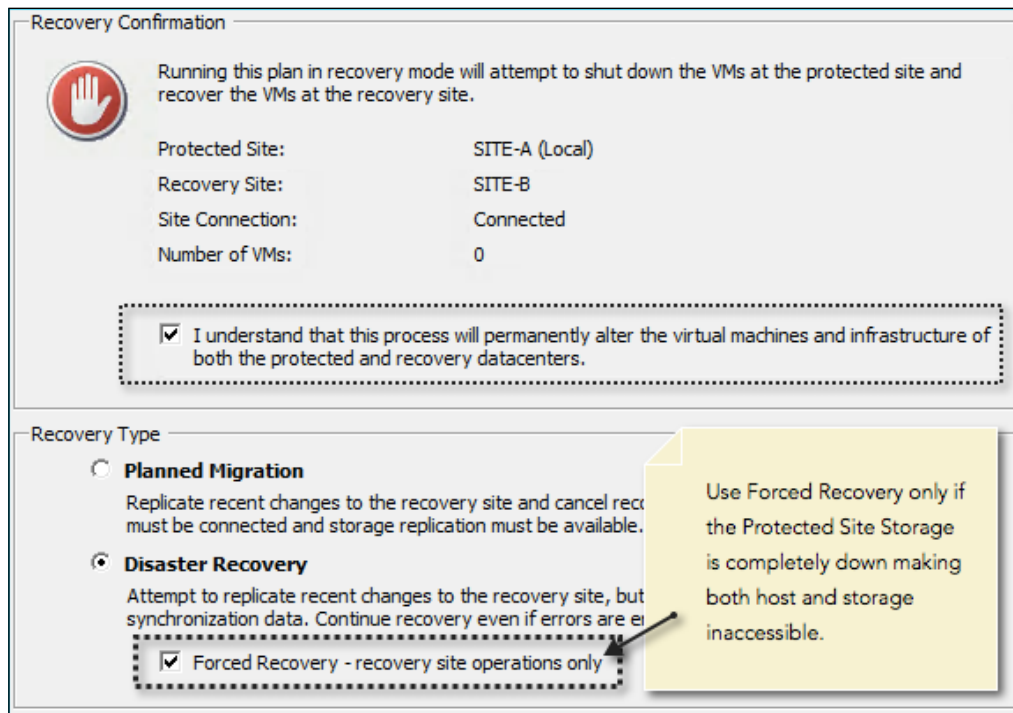 Recovery Confirmation
Running this plan in recovery mode will attempt to shut down the VMs at the protected site and
recover the VMs at the recovery site.
Protected Site: SITE-A (Local)
Recovery Site: SITE-B
Site Connection: Connected
Number of VMs: 0
I understand that this process will permanently alter the virtual machines and infrastructure of
both the protected and recovery datacenters.
Recovery Type
Planned Migration
Replicate recent changes to the recovery site and cancel
must be connected and storage replication must be available.
Disaster Recovery
Attempt to replicate recent changes to the recovery site, but
synchronization data. Continue recovery even if errors are
Forced Recovery - recovery site operations only
Use Forced Recovery only if
the Protected Site Storage
is completely down making
both host and storage
inaccessible.